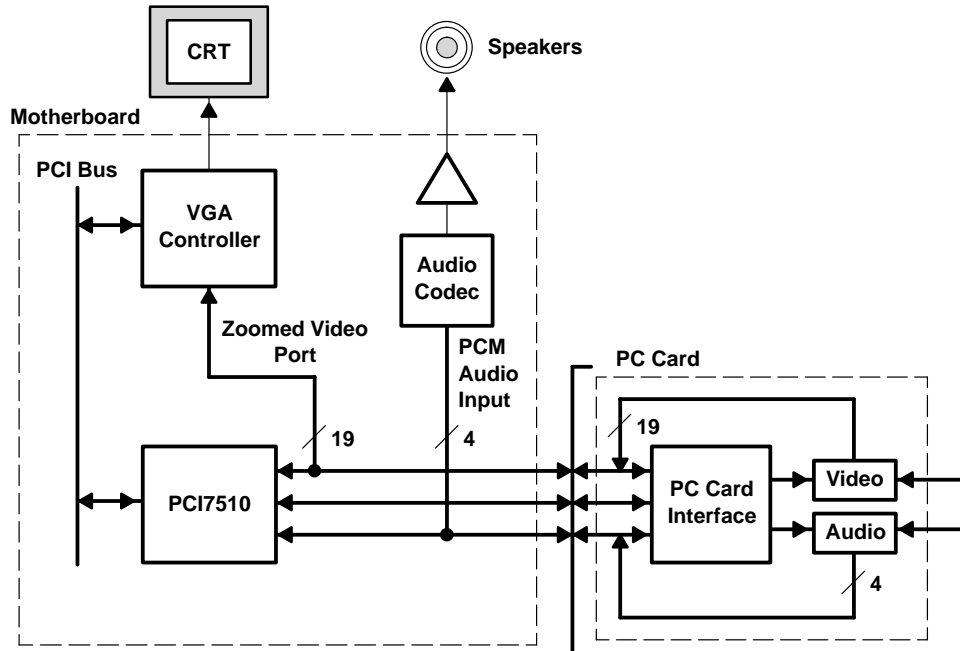 CRT
Speakers
Motherboard
PCI Bus
VGA
Controller
Audio
Codec
Zoomed Video
Port
PCM
Audio
Input
PC Card
19
4
19
PCI7510
PC Card
Interface
Video
Audio
4